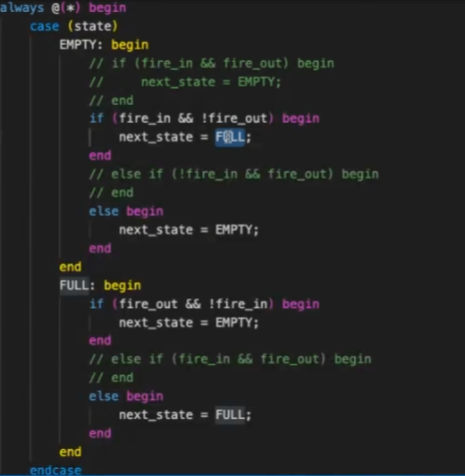 always @(*) begin
case (state)
EMPTY: begin
// if (fire_in && fire_out) begin
// next_state = EMPTY;
// end
if (fire_in && !fire_out) begin
next_state = FULL;
end
// else if (!fire_in && fire_out) begin
// end
else begin
next_state = EMPTY;
end
end
FULL: begin
if (fire_out && !fire_in) begin
next_state = EMPTY;
end
// else if (fire_in && fire_out) begin
// end
else begin
next_state = FULL;
end
end
endcase